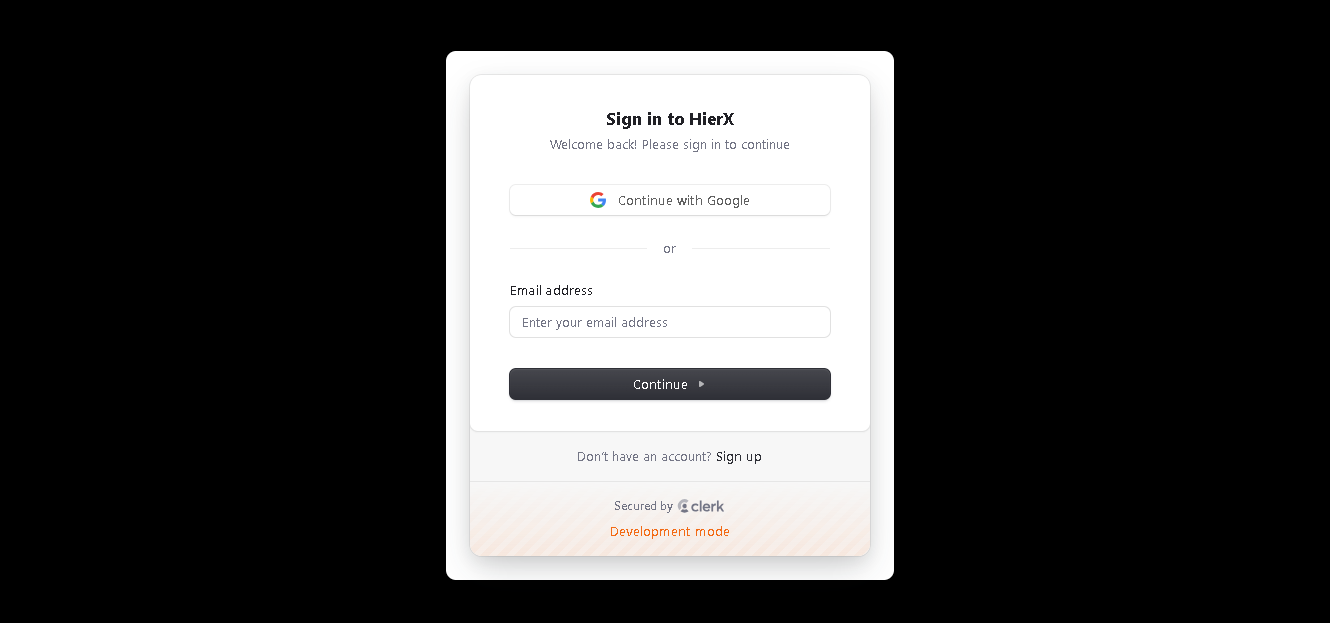 Sign in to HierX
Welcome back! Please sign in to continue
Continue with Google
or
Email address
Enter your email address
Continue
Don't have an account? Sign up
Secured by clerk
Development mode